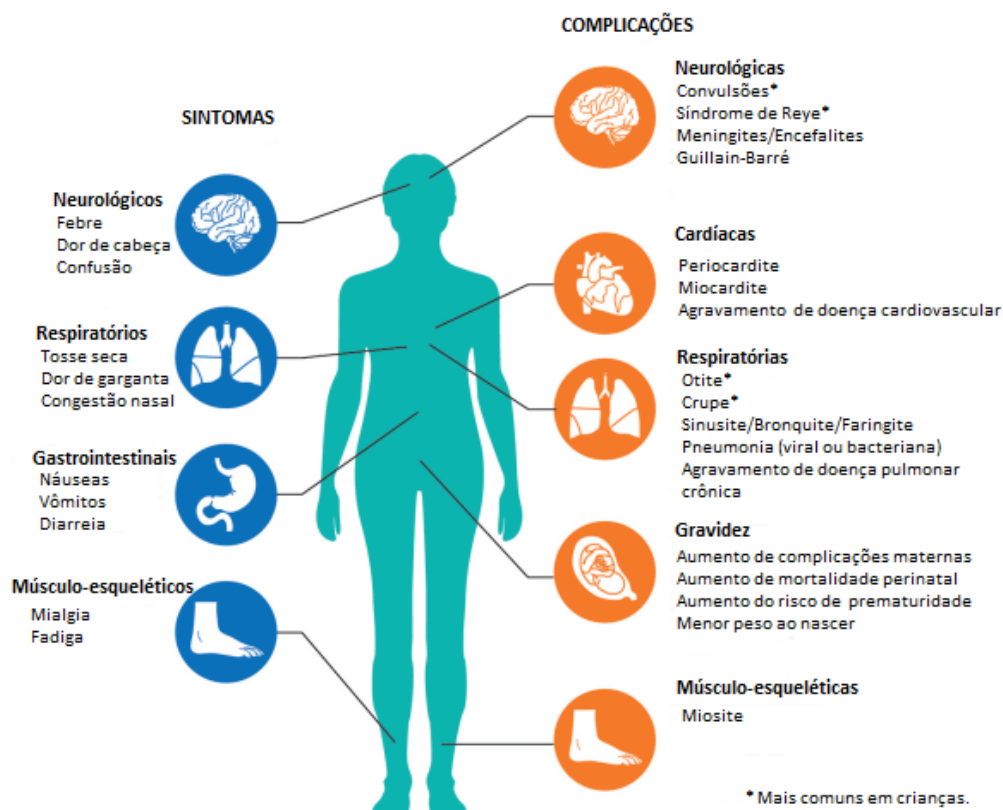 SINTOMAS
Neurológicos
Febre
Dor de cabeça
Confusão
Respiratórios
Tosse seca
Dor de garganta
Congestão nasal
Gastrointestinais
Náuseas
Vômitos
Diarreia
Músculo-esqueléticos
Mialgia
Fadiga
COMPLICAÇÕES
Neurológicas
Convulsões*
Síndrome de Reye*
Meningites/Encefalites
Guillain-Barré
Cardíacas
Periocardite
Miocardite
Agravamento de doença cardiovascular
Respiratórias
Otite*
Crupe*
Sinusite/Bronquite/Faringite
Pneumonia (viral ou bacteriana)
Agravamento de doença pulmonar
crônica
Gravidez
Aumento de complicações maternas
Aumento de mortalidade perinatal
Aumento do risco de prematuridade
Menor peso ao nascer
Músculo-esqueléticas
Miosite
* Mais comuns em crianças.